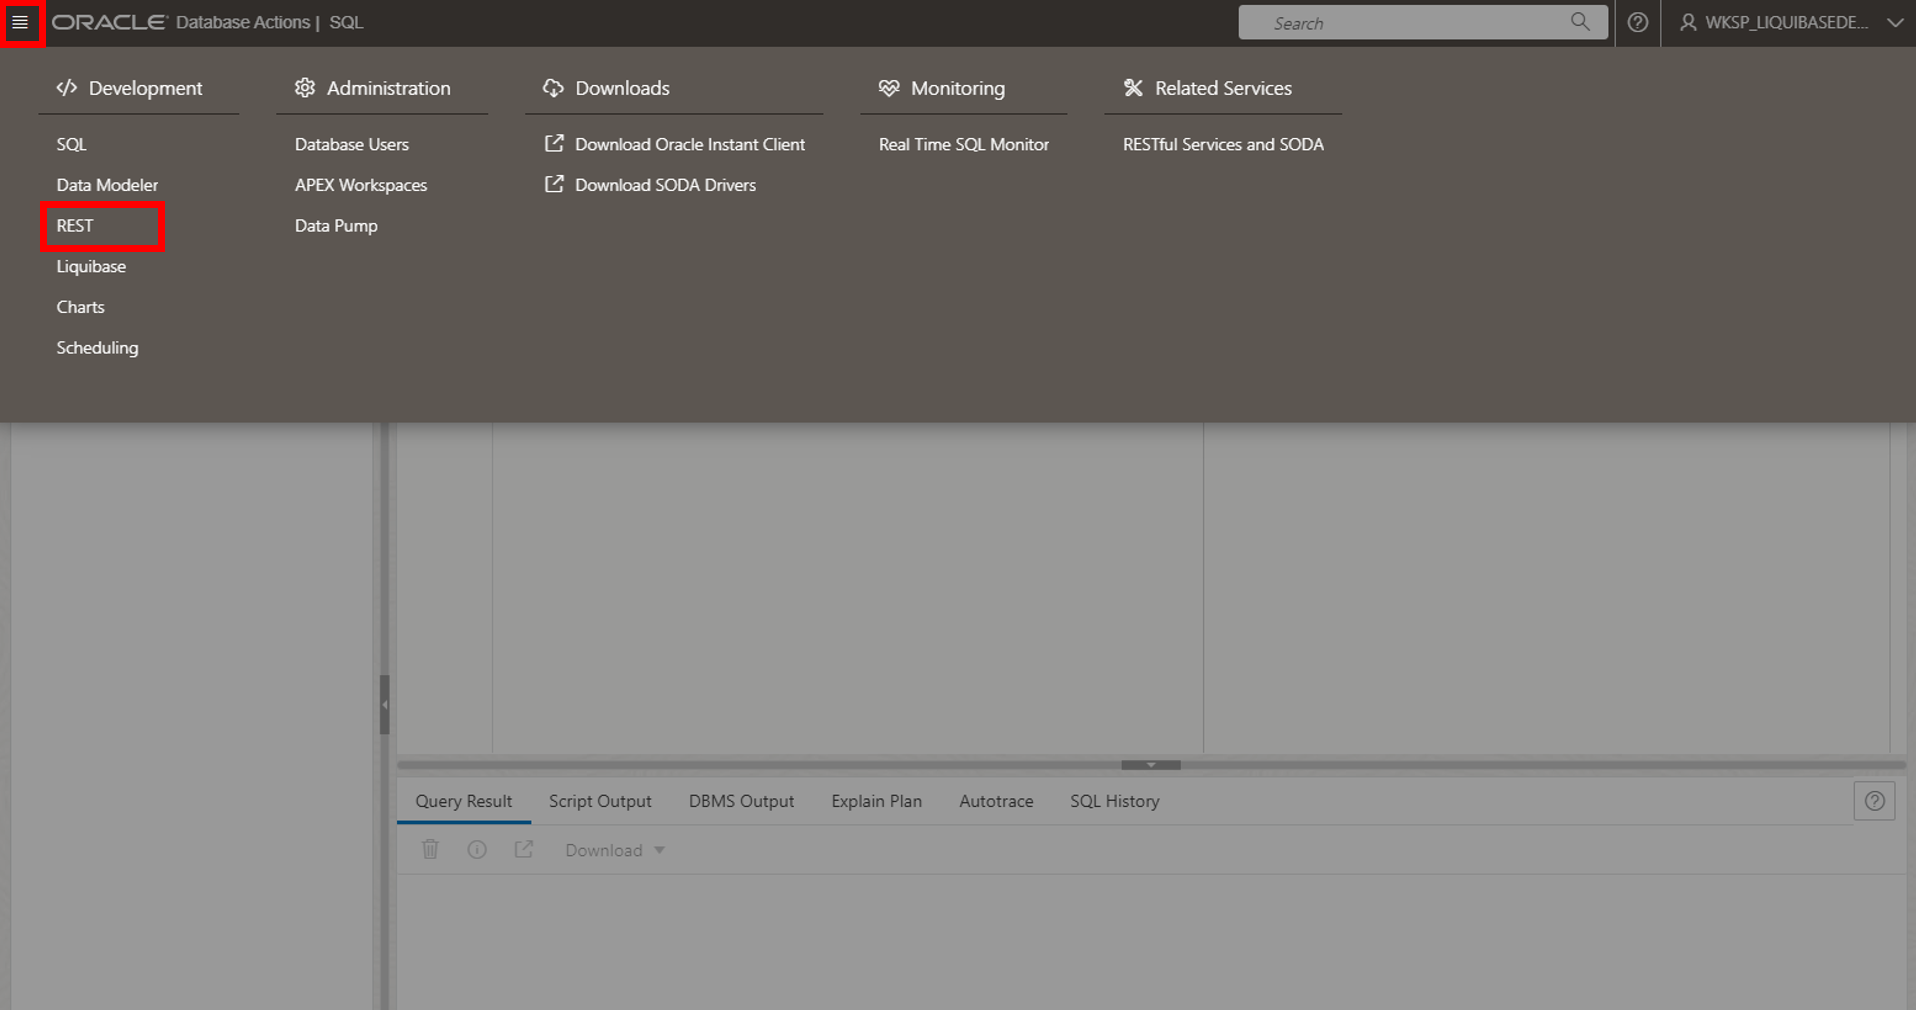 ORACLE Database Actions | SQL
Search
WKSP_LIQUIBASEDE...
Development
SQL
Data Modeler
REST
Liquibase
Charts
Scheduling
Administration
Database Users
APEX Workspaces
Data Pump
Downloads
Download Oracle Instant Client
Download SODA Drivers
Monitoring
Real Time SQL Monitor
Related Services
RESTful Services and SODA
Query Result
Script Output
DBMS Output
Explain Plan
Autotrace
SQL History
Download